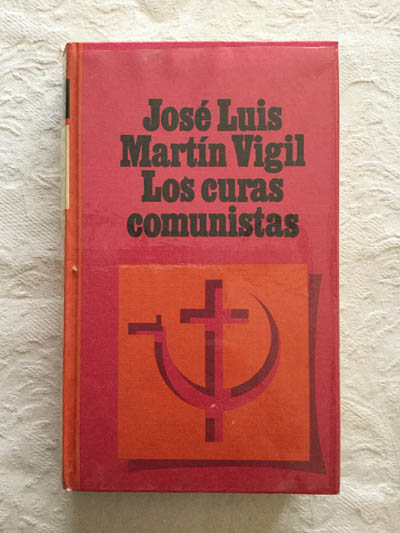 José Luis
Martín Vigil
Los curas
comunistas